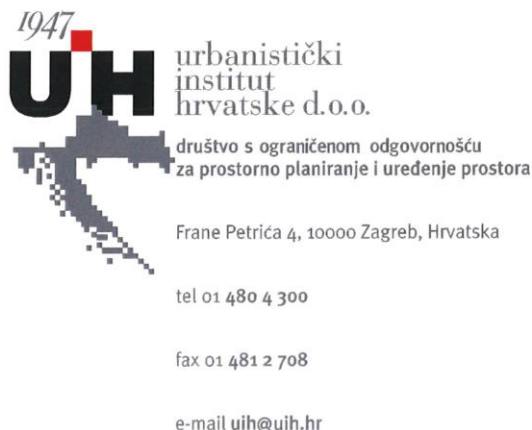 1947
UIH
urbanistički
institut
hrvatske d.o.o.
društvo s ograničenom odgovornošću
za prostorno planiranje i uređenje prostora
Frane Petrića 4, 10000 Zagreb, Hrvatska
tel 01 480 4 300
fax 01 481 2 708
e-mail uih@uih.hr